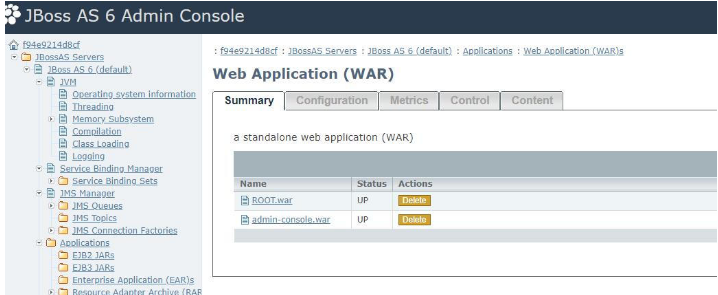 JBoss AS 6 Admin Console
f94e9214d8cf
JBossAS Servers
JBoss AS 6 (default)
JVM
Operating system information
Threading
Memory Subsystem
Compilation
Class Loading
Logging
Service Binding Manager
Service Binding Sets
JMS Manager
JMS Queues
JMS Topics
JMS Connection Factories
Applications
EJB2 JARs
EJB3 JARs
Enterprise Application (EAR)s
Resource Adapter Archive (RAR
: f94e9214d8cf : JBossAS Servers : JBoss AS 6 (default) : Applications : Web Application (WAR)s
Web Application (WAR)
Summary Configuration Metrics Control Content
a standalone web application (WAR)
Name Status Actions
ROOT.war UP Delete
admin-console.war UP Delete